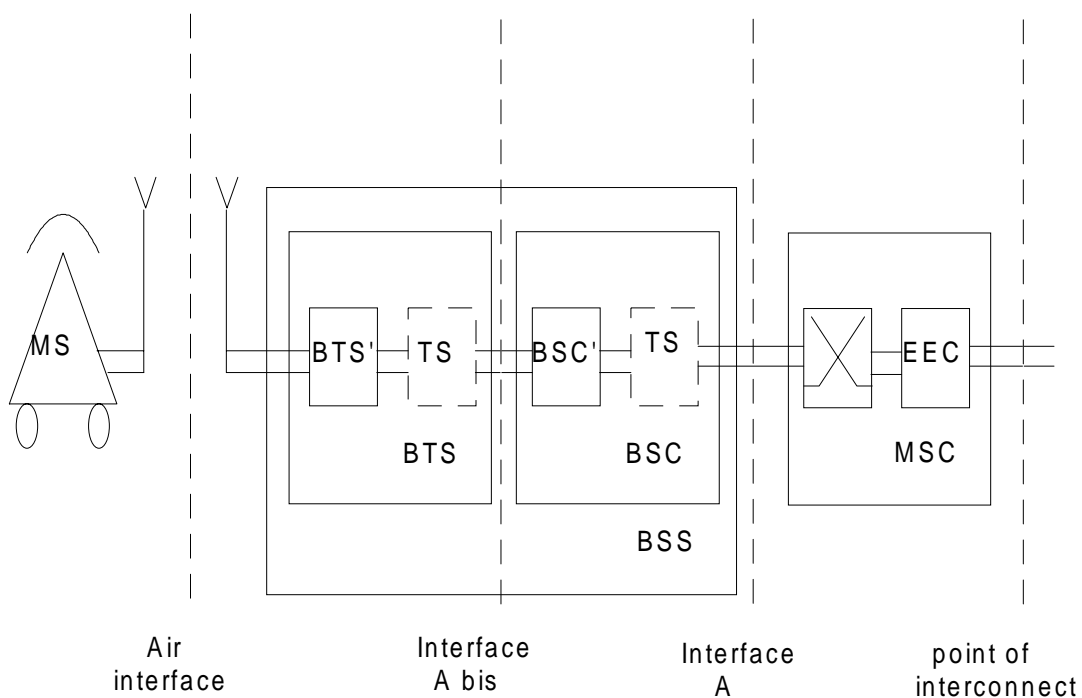 MS
BTS'
TS
BSC'
TS
EEC
BTS
BSC
MSC
BSS
Air
interface
Interface
A bis
Interface
A
point of
interconnect